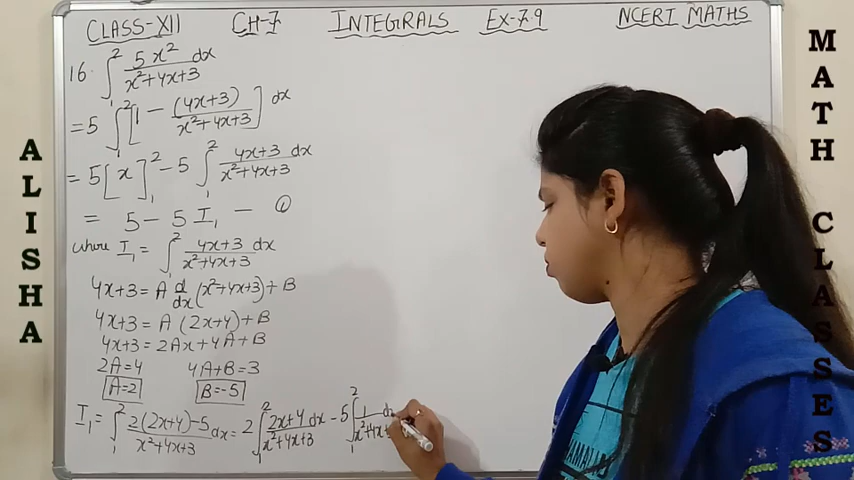 CLASS-XII CH-7 INTEGRALS EX-7.9 NCERT MATHS
16. ∫₁² 5x²/(x²+4x+3) dx
= 5 ∫₁² [1 - (4x+3)/(x²+4x+3)] dx
= 5[x]₁² - 5 ∫₁² (4x+3)/(x²+4x+3) dx
= 5 - 5 I₁ — ①
where I₁ = ∫₁² (4x+3)/(x²+4x+3) dx
4x+3 = A d/dx (x²+4x+3) + B
4x+3 = A (2x+4) + B
4x+3 = 2Ax + 4A + B
2A=4 4A+B=3
A=2 B=-5
I₁ = ∫₁² (2(2x+4)-5)/(x²+4x+3) dx = 2 ∫₁² (2x+4)/(x²+4x+3) dx - 5 ∫₁² 1/(x²+4x+
ALISHA
MATH CLASSES